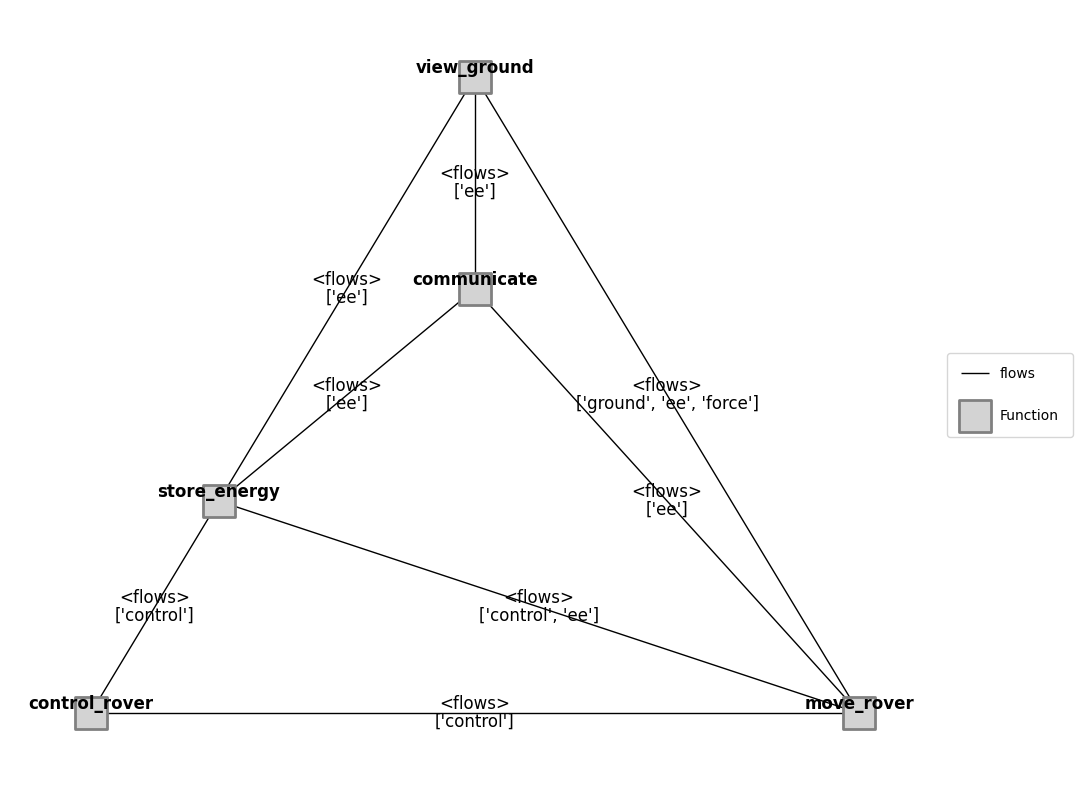 view_ground
<flows>
['ee']
communicate
<flows>
['ee']
<flows>
['ee']
<flows>
['ground', 'ee', 'force']
flows
Function
store_energy
<flows>
['ee']
<flows>
['control']
<flows>
['control', 'ee']
control_rover
<flows>
['control']
move_rover